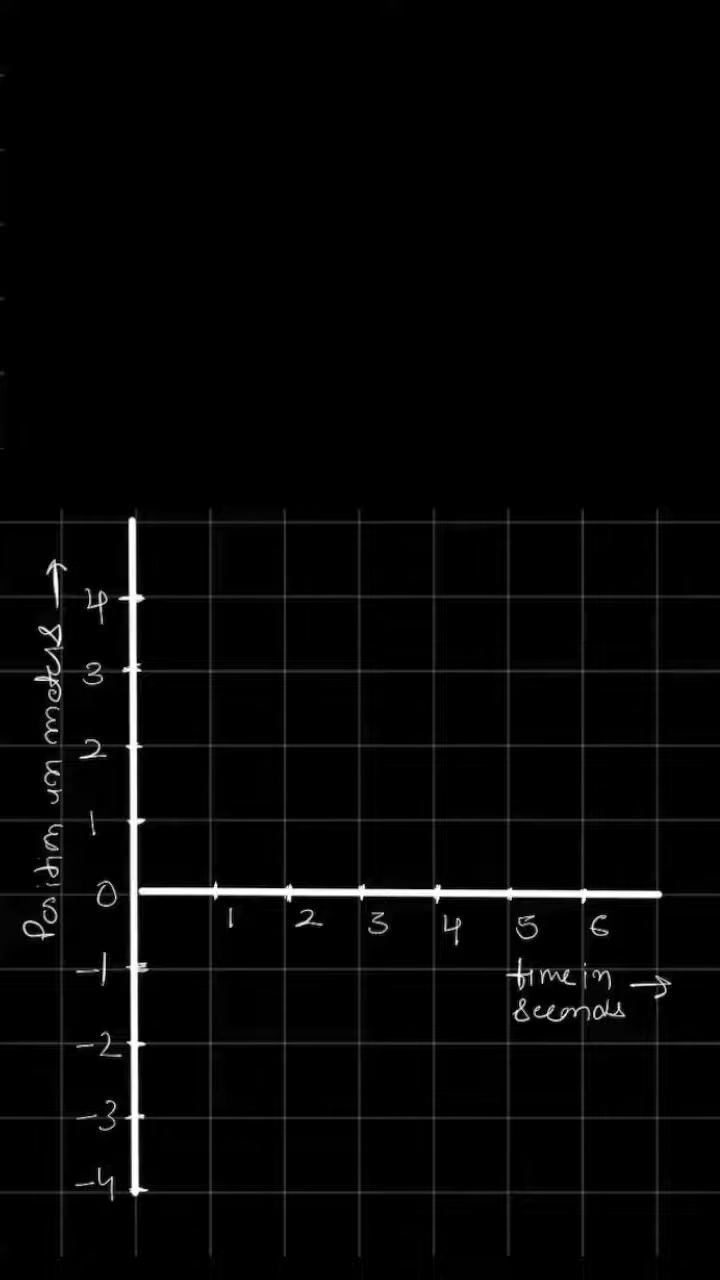 Position in meters →
4
3
2
1
0
-1
-2
-3
-4
1 2 3 4 5 6
time in →
seconds